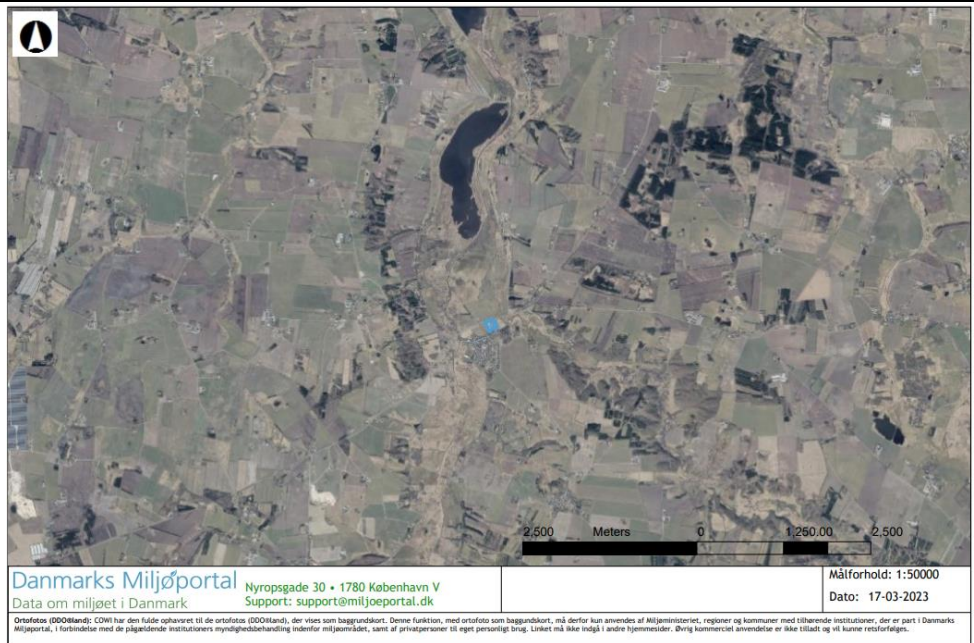 2,500 Meters 0 1,250.00 2,500
Danmarks Miljøportal
Data om miljøet i Danmark
Nyropsgade 30 • 1780 København V
Support: support@miljoeportal.dk
Målforhold: 1:50000
Dato: 17-03-2023
Ortofotos (DDO®land): COWI har den fulde ophavsret til de ortofotos (DDO®land), der vises som baggrundskort. Denne funktion, med ortofoto som baggundskort, må derfor kun anvendes af Miljøministeriet, regioner og kommuner med tilhørende institutioner, der er part i Danmarks
Miljøportal, i forbindelse med de pågældende institutioners myndighedsbehandling indenfor miljøområdet, samt af privatpersoner til eget personligt brug. Linket må ikke indgå i andre hjemmesider. Øvrig kommerciel anvendelse er ikke tilladt og vil kunne retsforfølges.